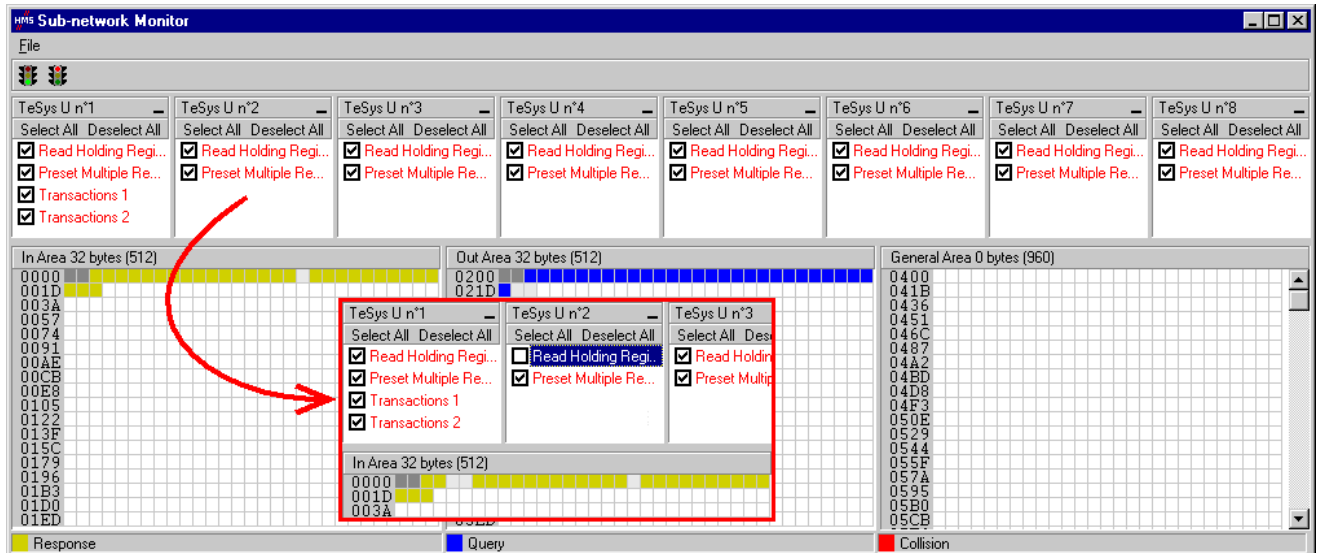 HMS Sub-network Monitor
File
TeSys U n°1 TeSys U n°2 TeSys U n°3 TeSys U n°4 TeSys U n°5 TeSys U n°6 TeSys U n°7 TeSys U n°8
Select All Deselect All Select All Deselect All Select All Deselect All Select All Deselect All Select All Deselect All Select All Deselect All Select All Deselect All Select All Deselect All
Read Holding Regi... Read Holding Regi... Read Holding Regi... Read Holding Regi... Read Holding Regi... Read Holding Regi... Read Holding Regi... Read Holding Regi...
Preset Multiple Re... Preset Multiple Re... Preset Multiple Re... Preset Multiple Re... Preset Multiple Re... Preset Multiple Re... Preset Multiple Re... Preset Multiple Re...
Transactions 1
Transactions 2
In Area 32 bytes (512)
0000
001D
003A
0057
0074
0091
00AE
00CB
00E8
0105
0122
013F
015C
0179
0196
01B3
01D0
01ED
Out Area 32 bytes (512)
0200
021D
TeSys U n°1 TeSys U n°2 TeSys U n°3
Select All Deselect All Select All Deselect All Select All Des
Read Holding Regi... Read Holding Regi.. Read Holdin
Preset Multiple Re... Preset Multiple Re... Preset Multip
Transactions 1
Transactions 2
In Area 32 bytes (512)
0000
001D
003A
General Area 0 bytes (960)
0400
041B
0436
0451
046C
0487
04A2
04BD
04D8
04F3
050E
0529
0544
055F
057A
0595
05B0
05CB
Response Query Collision